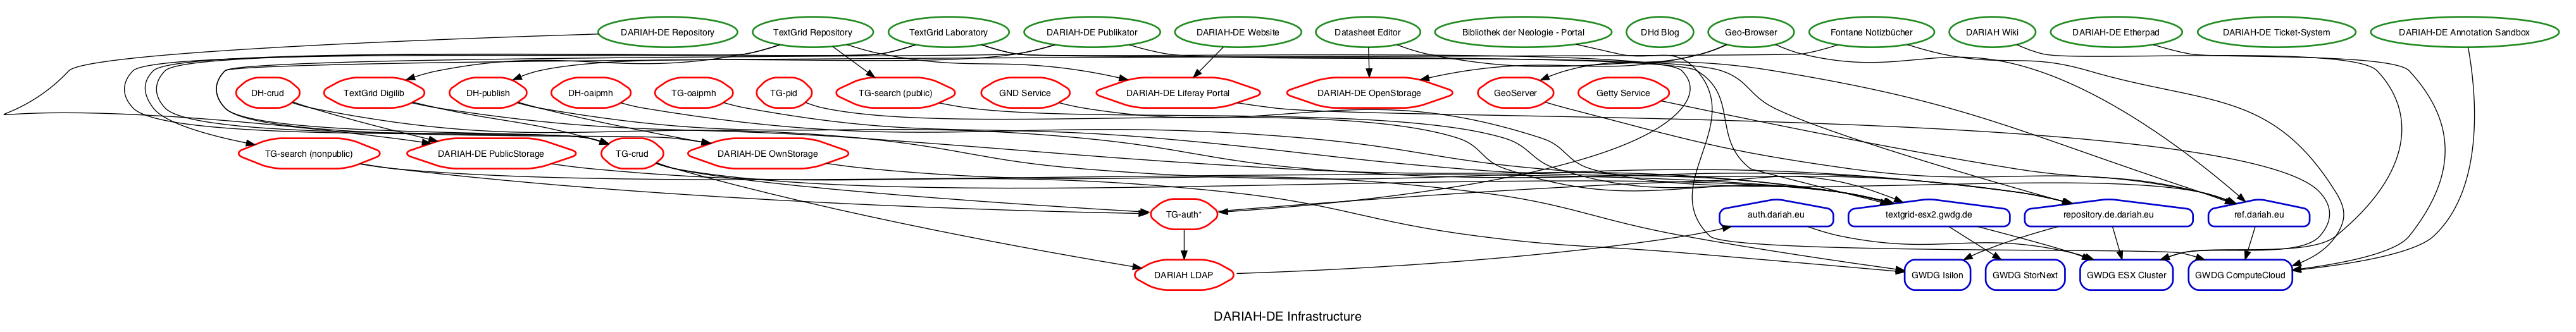 DARIAH-DE Repository
TextGrid Repository
TextGrid Laboratory
DARIAH-DE Publikator
DARIAH-DE Website
Datasheet Editor
Bibliothek der Neologie - Portal
DHd Blog
Geo-Browser
Fontane Notizbücher
DARIAH Wiki
DARIAH-DE Etherpad
DARIAH-DE Ticket-System
DARIAH-DE Annotation Sandbox
DH-crud
TextGrid Digilib
DH-publish
DH-oaipmh
TG-oaipmh
TG-pid
TG-search (public)
GND Service
DARIAH-DE Liferay Portal
DARIAH-DE OpenStorage
GeoServer
Getty Service
TG-search (nonpublic)
DARIAH-DE PublicStorage
TG-crud
DARIAH-DE OwnStorage
TG-auth*
auth.dariah.eu
textgrid-esx2.gwdg.de
repository.de.dariah.eu
ref.dariah.eu
DARIAH LDAP
GWDG Isilon
GWDG StorNext
GWDG ESX Cluster
GWDG ComputeCloud
DARIAH-DE Infrastructure